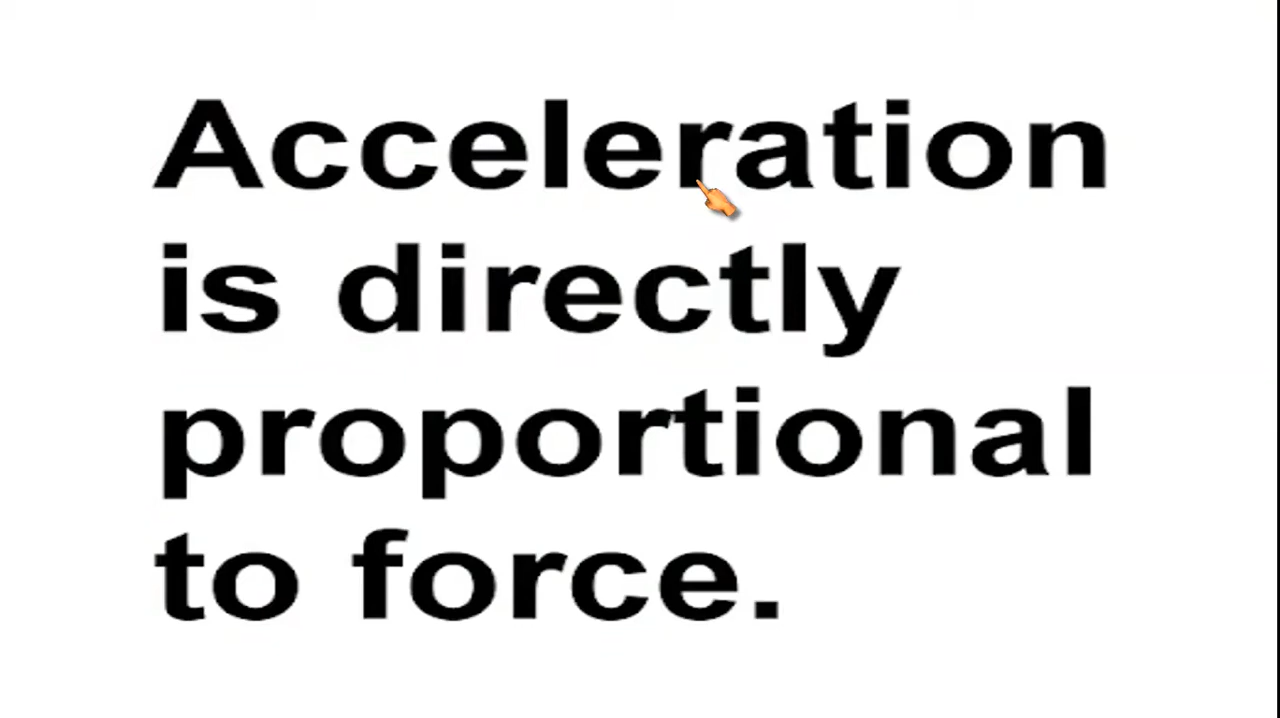 Acceleration
is directly
proportional
to force.